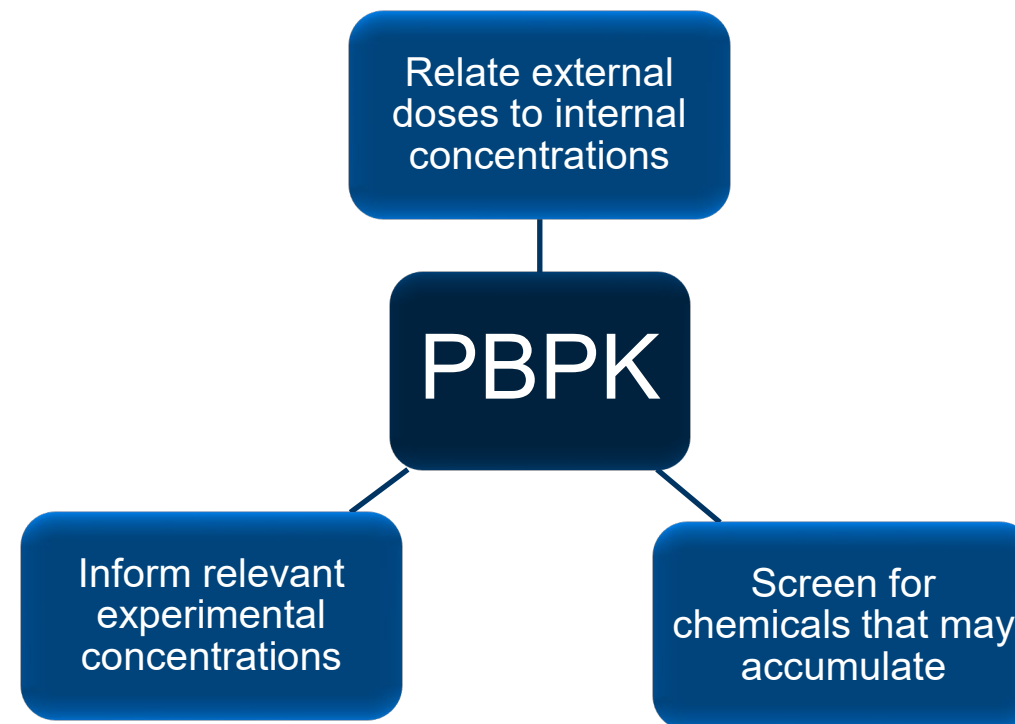 Relate external
doses to internal
concentrations
PBPK
Inform relevant
experimental
concentrations
Screen for
chemicals that may
accumulate